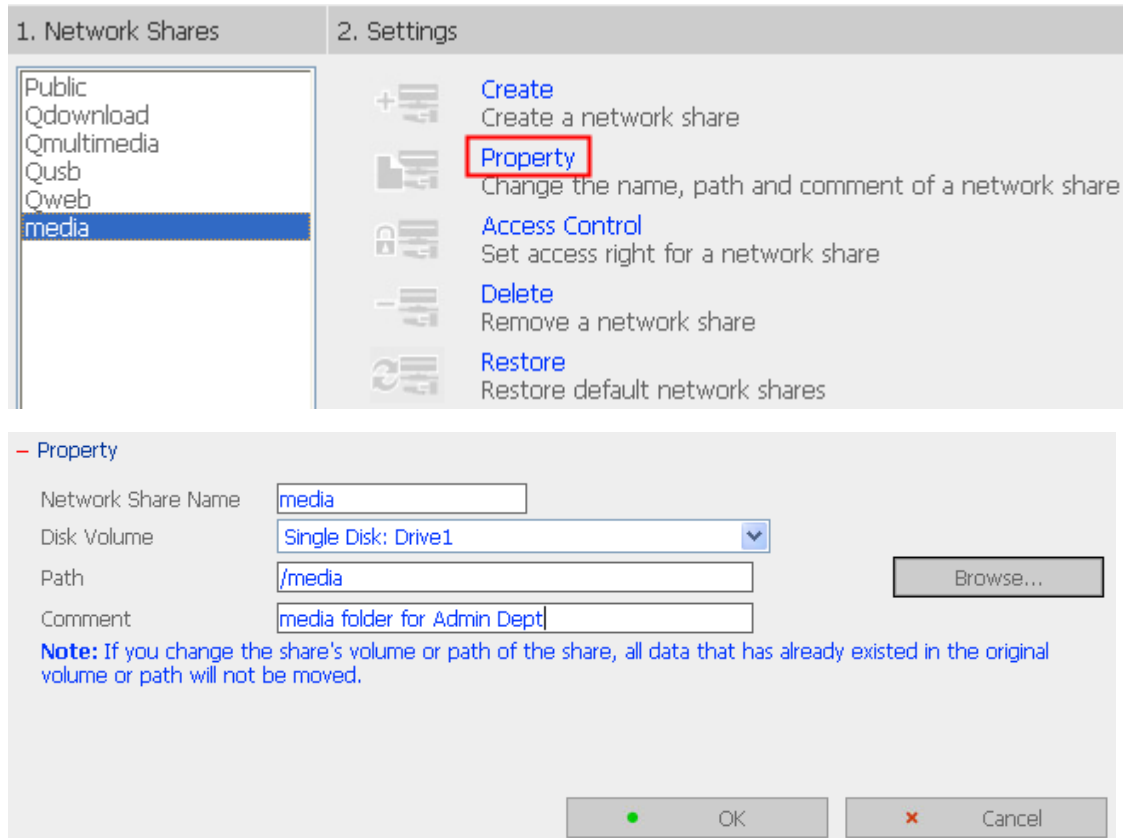 1. Network Shares
2. Settings
Public
Qdownload
Qmultimedia
Qusb
Qweb
media
Create
Create a network share
Property
Change the name, path and comment of a network share
Access Control
Set access right for a network share
Delete
Remove a network share
Restore
Restore default network shares
– Property
Network Share Name media
Disk Volume Single Disk: Drive1
Path /media Browse...
Comment media folder for Admin Dept
Note: If you change the share's volume or path of the share, all data that has already existed in the original
volume or path will not be moved.
OK Cancel